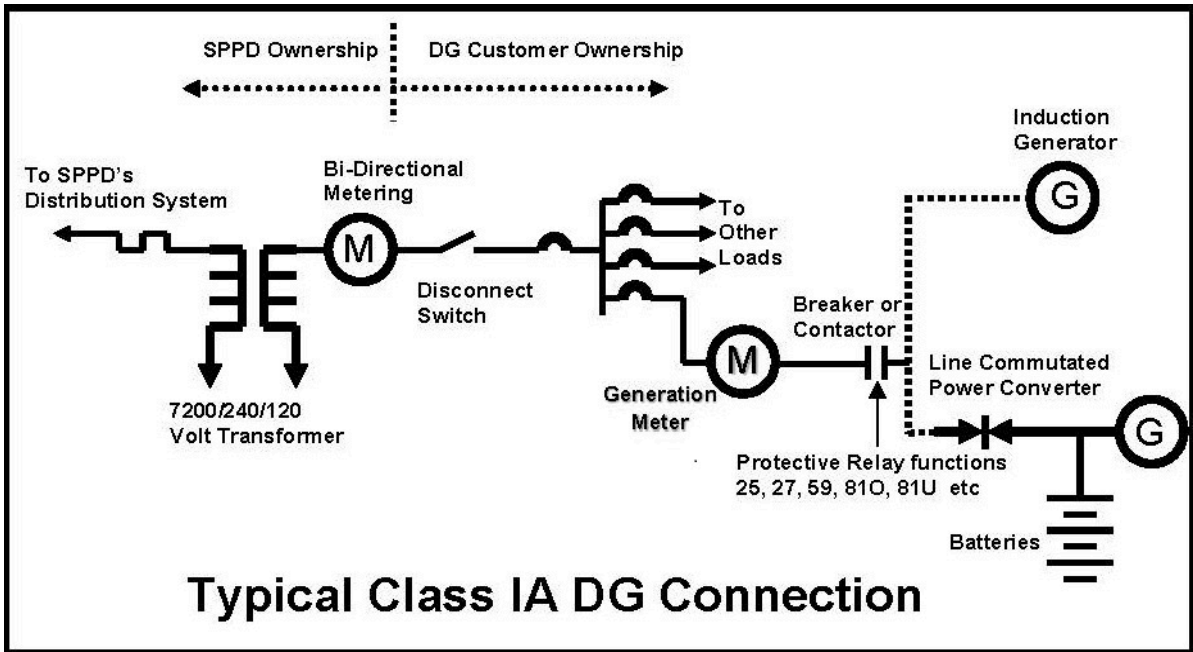 SPPD Ownership
DG Customer Ownership
Induction
Generator
G
To SPPD's
Distribution System
Bi-Directional
Metering
M
To
Other
Loads
Disconnect
Switch
Breaker or
Contactor
M
Generation
Meter
Line Commutated
Power Converter
G
7200/240/120
Volt Transformer
Protective Relay functions
25, 27, 59, 81O, 81U etc
Batteries
Typical Class IA DG Connection